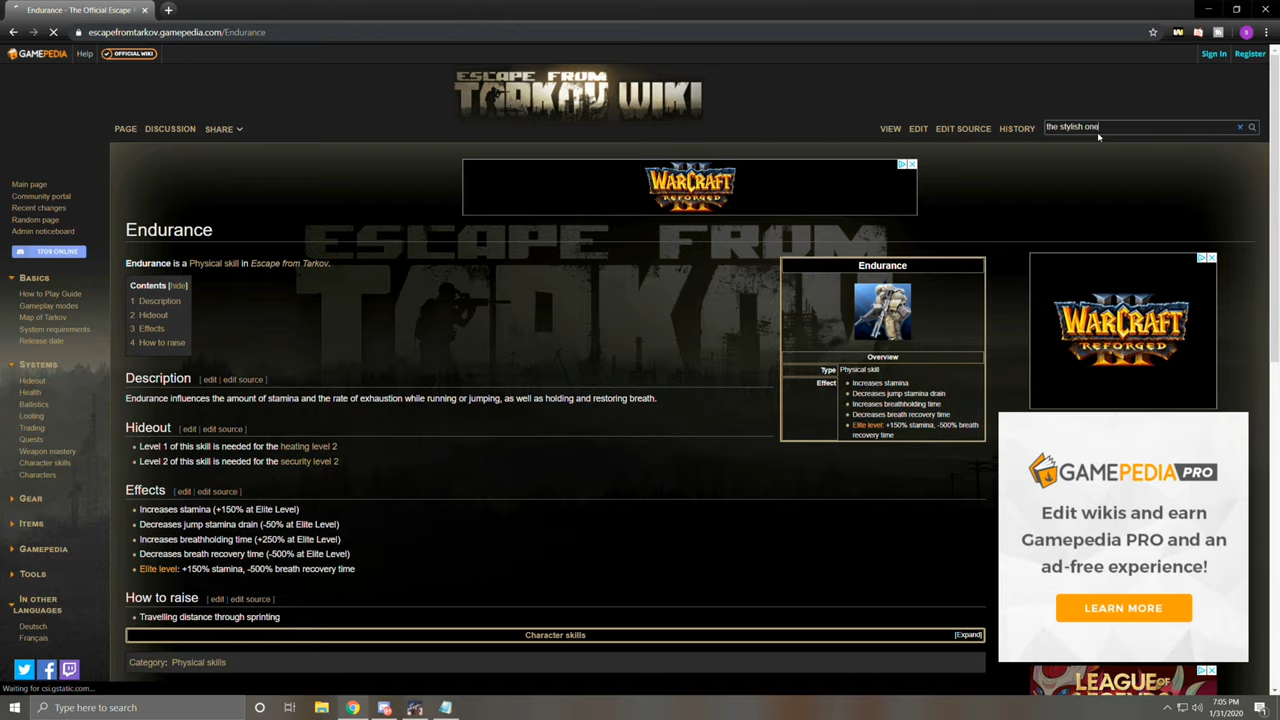 Endurance - The Official Escape
escapefromtarkov.gamepedia.com/Endurance
S
GAMEPEDIA
Help
OFFICIAL WIKI
Sign In
Register
ESCAPE FROM
TARKOV WIKI
PAGE
DISCUSSION
SHARE
VIEW
EDIT
EDIT SOURCE
HISTORY
the stylish one
Main page
Community portal
Recent changes
Random page
Admin noticeboard
1709 ONLINE
BASICS
How to Play Guide
Gameplay modes
Map of Tarkov
System requirements
Release date
SYSTEMS
Hideout
Health
Ballistics
Looting
Trading
Quests
Weapon mastery
Character skills
Characters
GEAR
ITEMS
GAMEPEDIA
TOOLS
IN OTHER
LANGUAGES
Deutsch
Français
WARCRAFT
III
REFORGED
ESCAPE FROM
TARKOV
Endurance
Endurance is a Physical skill in Escape from Tarkov.
Contents [hide]
1 Description
2 Hideout
3 Effects
4 How to raise
Description [ edit | edit source ]
Endurance influences the amount of stamina and the rate of exhaustion while running or jumping, as well as holding and restoring breath.
Hideout [ edit | edit source ]
Level 1 of this skill is needed for the heating level 2
Level 2 of this skill is needed for the security level 2
Effects [ edit | edit source ]
Increases stamina (+150% at Elite Level)
Decreases jump stamina drain (-50% at Elite Level)
Increases breathholding time (+250% at Elite Level)
Decreases breath recovery time (-500% at Elite Level)
Elite level: +150% stamina, -500% breath recovery time
How to raise [ edit | edit source ]
Travelling distance through sprinting
Character skills
[Expand]
Category: Physical skills
Endurance
Overview
Type Physical skill
Effect
Increases stamina
Decreases jump stamina drain
Increases breathholding time
Decreases breath recovery time
Elite level: +150% stamina, -500% breath
recovery time
WARCRAFT
III
REFORGED
GAMEPEDIA PRO
Edit wikis and earn
Gamepedia PRO and an
ad-free experience!
LEARN MORE
LEAGUE OF
Waiting for csi.gstatic.com...
Type here to search
7:05 PM
1/31/2020
1